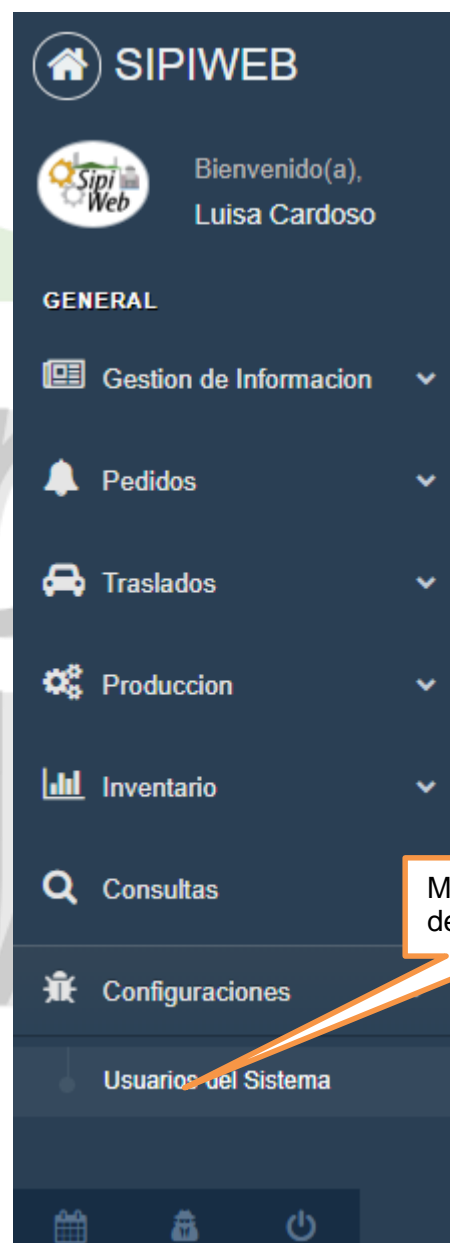 SIPIWEB
Sipi
Web
Bienvenido(a),
Luisa Cardoso
GENERAL
Gestion de Informacion
Pedidos
Traslados
Produccion
Inventario
Consultas
Configuraciones
Usuarios del Sistema